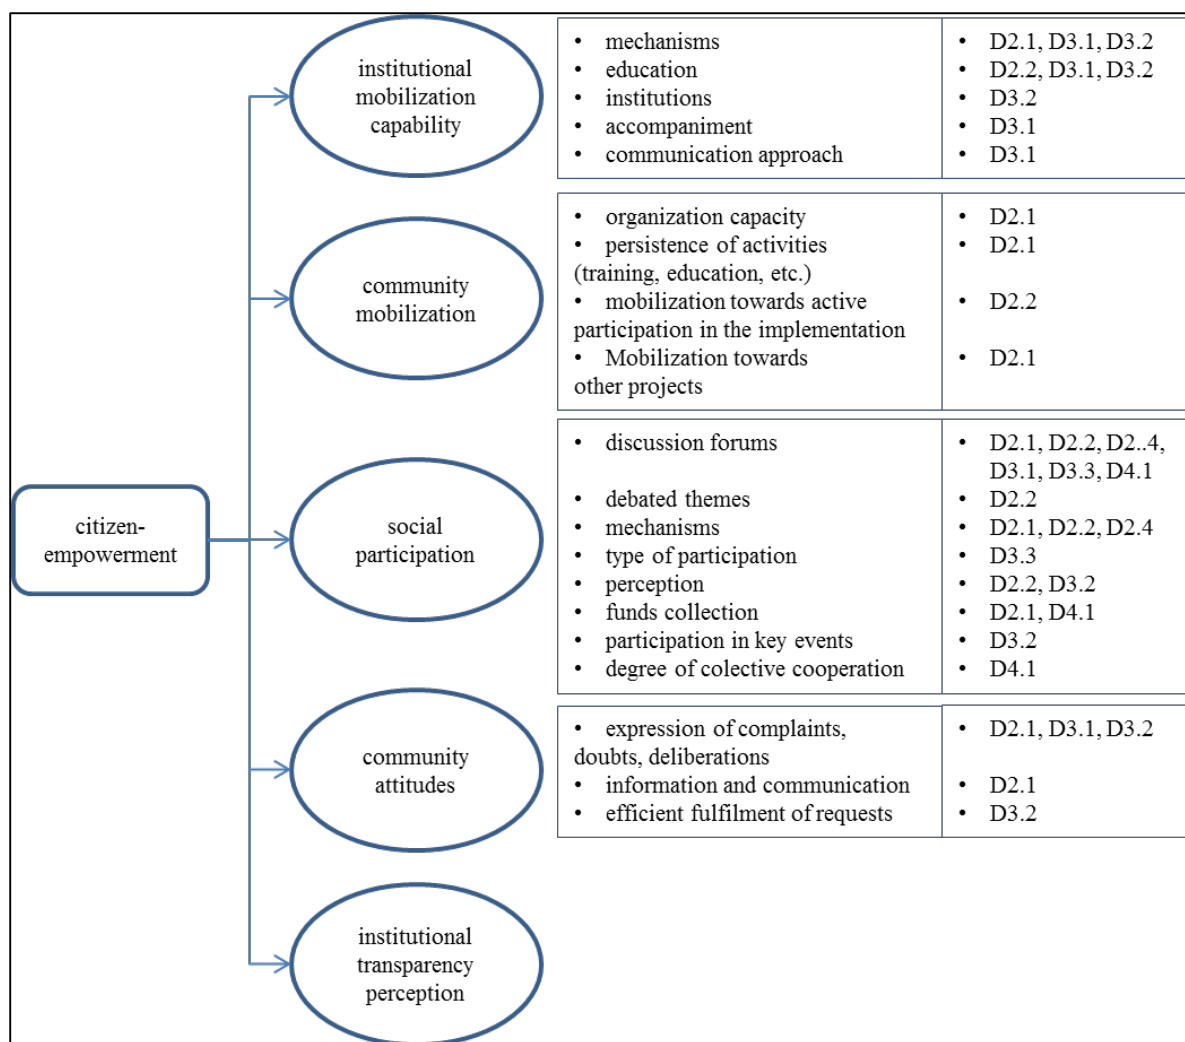 citizen-
empowerment
institutional
mobilization
capability
• mechanisms
• education
• institutions
• accompaniment
• communication approach
• D2.1, D3.1, D3.2
• D2.2, D3.1, D3.2
• D3.2
• D3.1
• D3.1
community
mobilization
• organization capacity
• persistence of activities
(training, education, etc.)
• mobilization towards active
participation in the implementation
• Mobilization towards
other projects
• D2.1
• D2.1
• D2.2
• D2.1
social
participation
• discussion forums
• debated themes
• mechanisms
• type of participation
• perception
• funds collection
• participation in key events
• degree of colective cooperation
• D2.1, D2.2, D2..4,
D3.1, D3.3, D4.1
• D2.2
• D2.1, D2.2, D2.4
• D3.3
• D2.2, D3.2
• D2.1, D4.1
• D3.2
• D4.1
community
attitudes
• expression of complaints,
doubts, deliberations
• information and communication
• efficient fulfilment of requests
• D2.1, D3.1, D3.2
• D2.1
• D3.2
institutional
transparency
perception